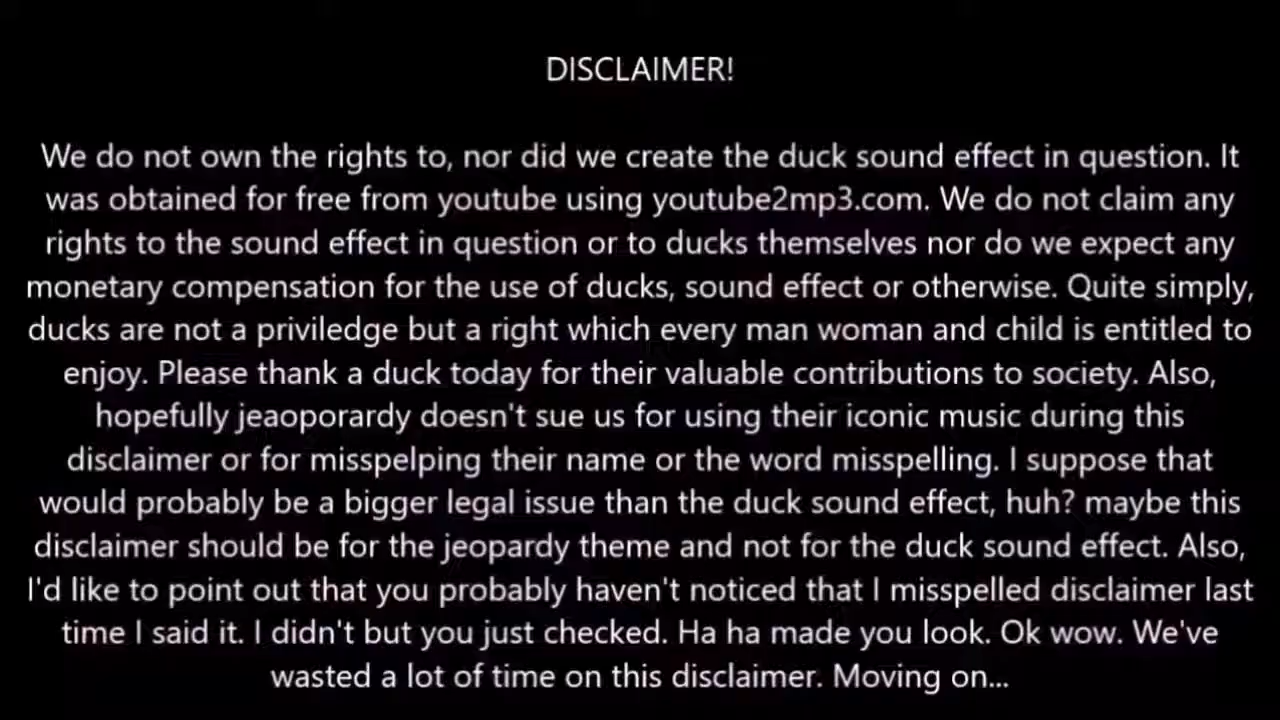 DISCLAIMER!
We do not own the rights to, nor did we create the duck sound effect in question. It
was obtained for free from youtube using youtube2mp3.com. We do not claim any
rights to the sound effect in question or to ducks themselves nor do we expect any
monetary compensation for the use of ducks, sound effect or otherwise. Quite simply,
ducks are not a priviledge but a right which every man woman and child is entitled to
enjoy. Please thank a duck today for their valuable contributions to society. Also,
hopefully jeaoporardy doesn't sue us for using their iconic music during this
disclaimer or for misspelping their name or the word misspelling. I suppose that
would probably be a bigger legal issue than the duck sound effect, huh? maybe this
disclaimer should be for the jeopardy theme and not for the duck sound effect. Also,
I'd like to point out that you probably haven't noticed that I misspelled disclaimer last
time I said it. I didn't but you just checked. Ha ha made you look. Ok wow. We've
wasted a lot of time on this disclaimer. Moving on...